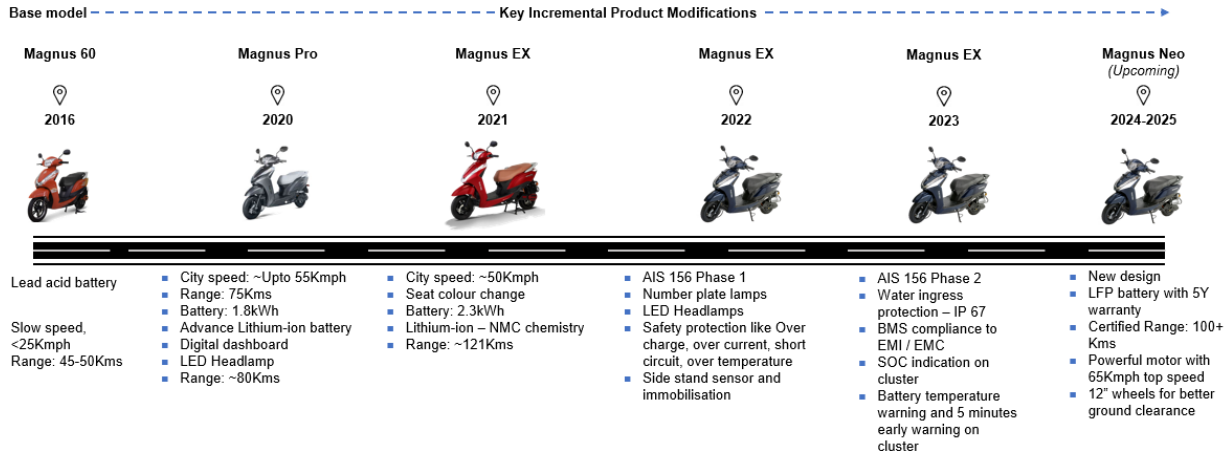 Base model
Key Incremental Product Modifications
Magnus 60
2016
Lead acid battery
Slow speed,
<25Kmph
Range: 45-50Kms
Magnus Pro
2020
City speed: ~Upto 55Kmph
Range: 75Kms
Battery: 1.8kWh
Advance Lithium-ion battery
Digital dashboard
LED Headlamp
Range: ~80Kms
Magnus EX
2021
City speed: ~50Kmph
Seat colour change
Battery: 2.3kWh
Lithium-ion – NMC chemistry
Range: ~121Kms
Magnus EX
2022
AIS 156 Phase 1
Number plate lamps
LED Headlamps
Safety protection like Over
charge, over current, short
circuit, over temperature
Side stand sensor and
immobilisation
Magnus EX
2023
AIS 156 Phase 2
Water ingress
protection – IP 67
BMS compliance to
EMI / EMC
SOC indication on
cluster
Battery temperature
warning and 5 minutes
early warning on
cluster
Magnus Neo
(Upcoming)
2024-2025
New design
LFP battery with 5Y
warranty
Certified Range: 100+
Kms
Powerful motor with
65Kmph top speed
12” wheels for better
ground clearance